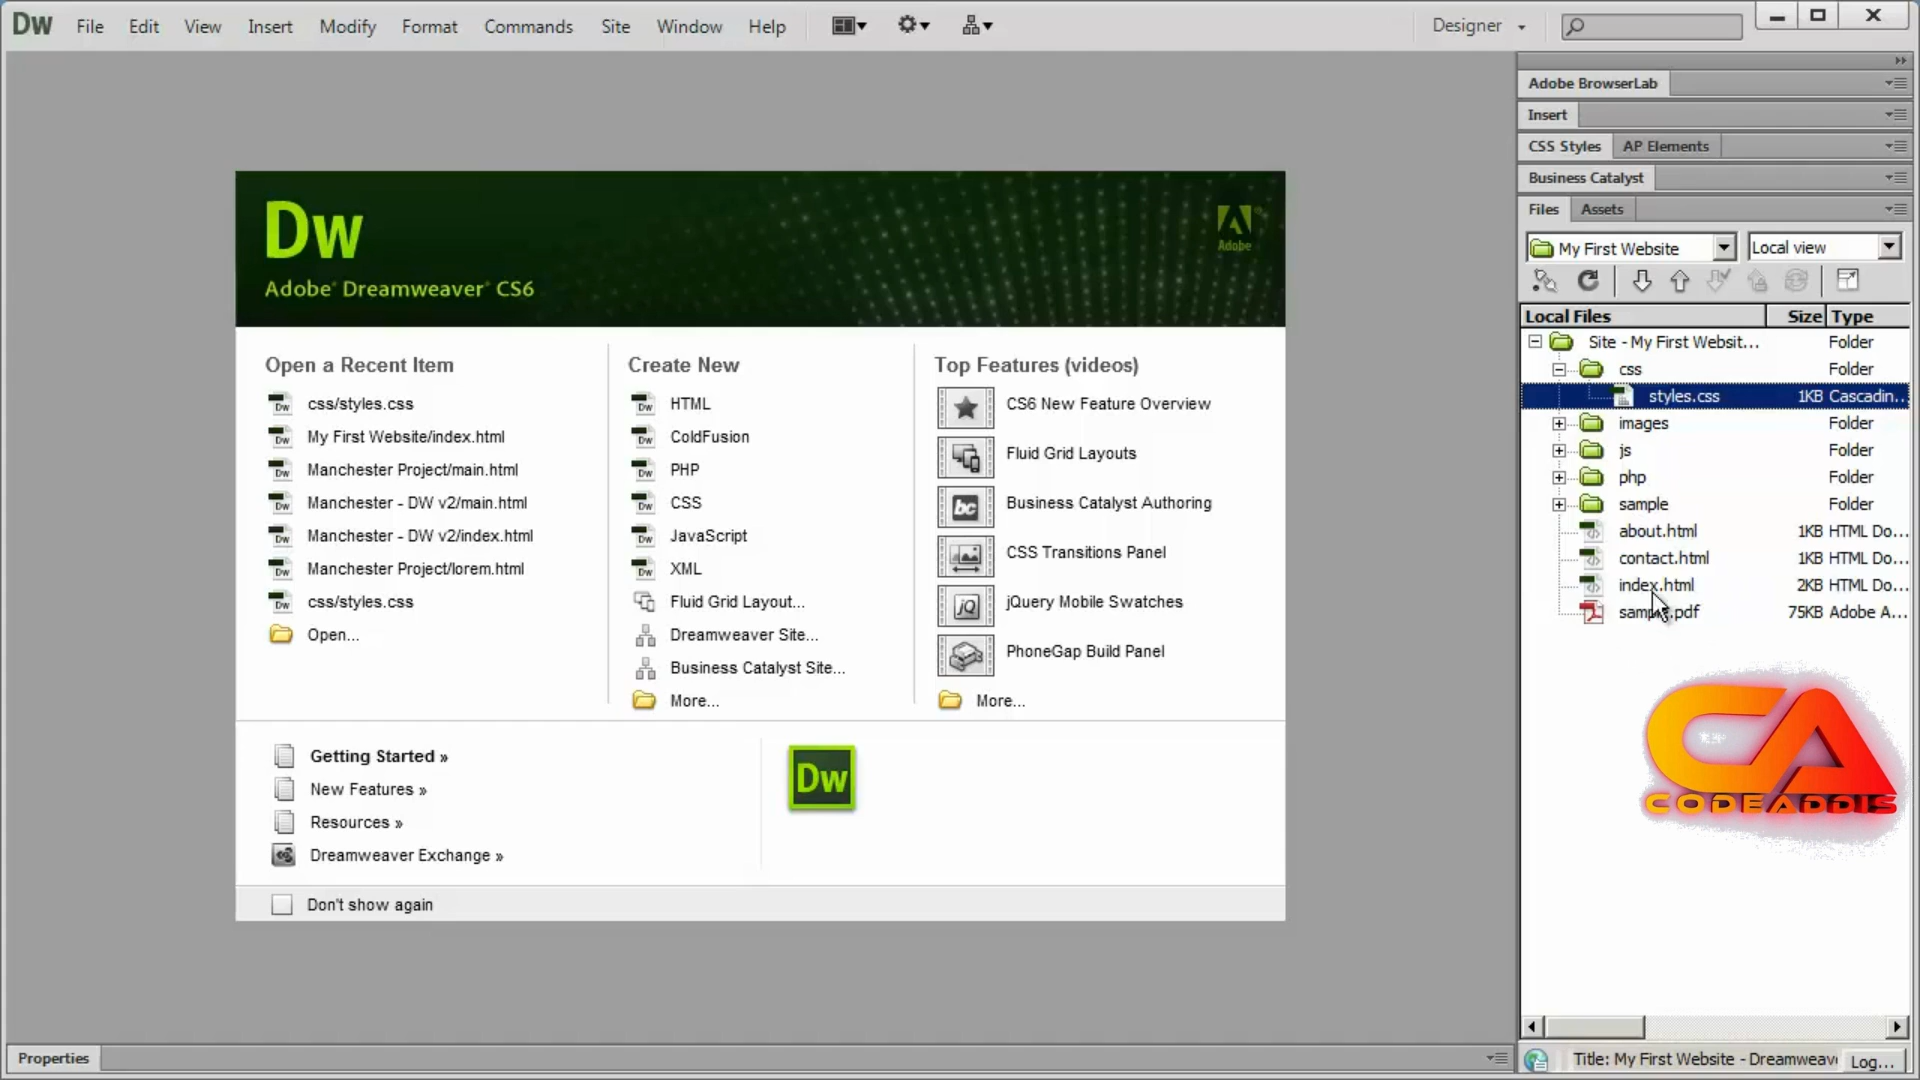 Dw File Edit View Insert Modify Format Commands Site Window Help Designer
Adobe BrowserLab
Insert
CSS Styles AP Elements
Business Catalyst
Files Assets
My First Website Local view
Local Files Size Type
Site - My First Websit... Folder
css Folder
styles.css 1KB Cascadin...
images Folder
js Folder
php Folder
sample Folder
about.html 1KB HTML Do...
contact.html 1KB HTML Do...
index.html 2KB HTML Do...
75KB Adobe A...
Dw
Adobe
Adobe® Dreamweaver® CS6
Open a Recent Item
css/styles.css
My First Website/index.html
Manchester Project/main.html
Manchester - DW v2/main.html
Manchester - DW v2/index.html
Manchester Project/lorem.html
css/styles.css
Open...
Create New
HTML
ColdFusion
PHP
CSS
JavaScript
XML
Fluid Grid Layout...
Dreamweaver Site...
Business Catalyst Site...
More...
Top Features (videos)
CS6 New Feature Overview
Fluid Grid Layouts
bc Business Catalyst Authoring
CSS Transitions Panel
jQ jQuery Mobile Swatches
PhoneGap Build Panel
More...
Getting Started »
New Features »
Resources »
Dreamweaver Exchange »
Dw
Don't show again
CA
CODEADDIS
Properties
Title: My First Website - Dreamweav Log...